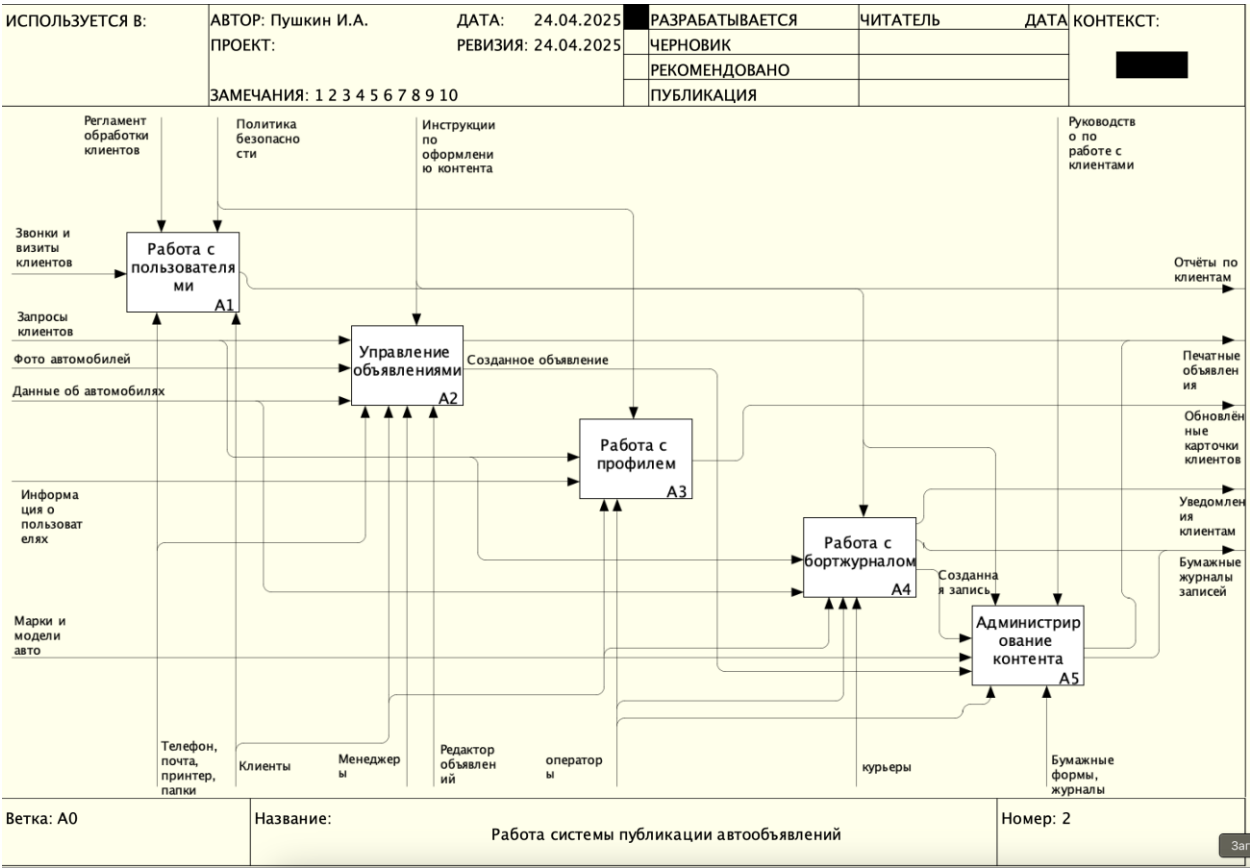 ИСПОЛЬЗУЕТСЯ В:
АВТОР: Пушкин И.А.
ДАТА: 24.04.2025
ПРОЕКТ:
РЕВИЗИЯ: 24.04.2025
ЗАМЕЧАНИЯ: 1 2 3 4 5 6 7 8 9 10
РАЗРАБАТЫВАЕТСЯ
ЧЕРНОВИК
РЕКОМЕНДОВАНО
ПУБЛИКАЦИЯ
ЧИТАТЕЛЬ
ДАТА
КОНТЕКСТ:
Регламент
обработки
клиентов
Политика
безопасно
сти
Инструкции
по
оформлени
ю контента
Руководств
о по
работе с
клиентами
Звонки и
визиты
клиентов
Работа с
пользователя
ми
A1
Отчёты по
клиентам
Запросы
клиентов
Фото автомобилей
Данные об автомобилях
Управление
объявлениями
A2
Созданное объявление
Печатные
объявлен
ия
Работа с
профилем
A3
Обновлён
ные
карточки
клиентов
Информа
ция о
пользоват
елях
Уведомлен
ия
клиентам
Работа с
бортжурналом
A4
Бумажные
журналы
записей
Созданна
я запись
Марки и
модели
авто
Администрир
ование
контента
A5
Телефон,
почта,
принтер,
папки
Клиенты
Менеджер
ы
Редактор
объявлен
ий
оператор
ы
курьеры
Бумажные
формы,
журналы
Ветка: A0
Название:
Работа системы публикации автообъявлений
Номер: 2